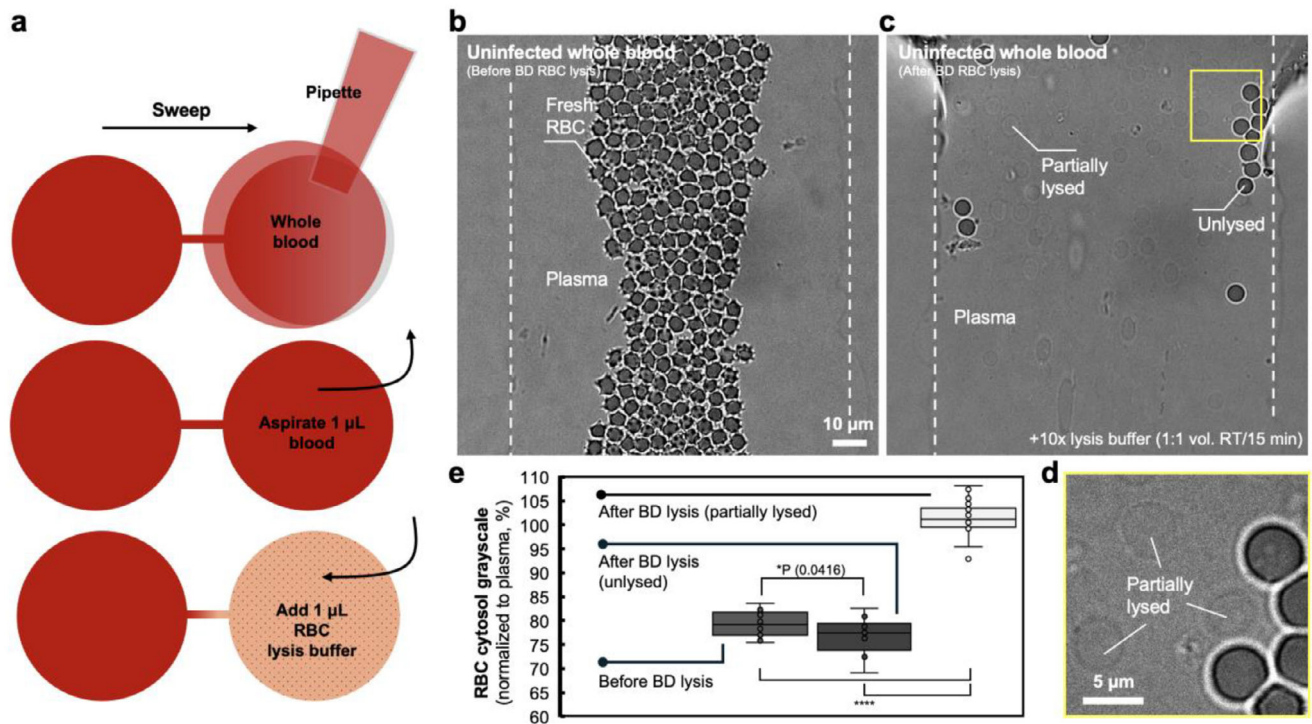 a
Pipette
Sweep
Whole
blood
Aspirate 1 µL
blood
Add 1 µL
RBC
lysis buffer
b
Uninfected whole blood
(Before BD RBC lysis)
Fresh
RBC
Plasma
10 µm
c
Uninfected whole blood
(After BD RBC lysis)
Partially
lysed
Unlysed
Plasma
+10x lysis buffer (1:1 vol. RT/15 min)
e
RBC cytosol grayscale
(normalized to plasma, %)
110
105
100
95
90
85
80
75
70
65
60
After BD lysis (partially lysed)
After BD lysis
(unlysed)
*P (0.0416)
Before BD lysis
****
d
Partially
lysed
5 µm